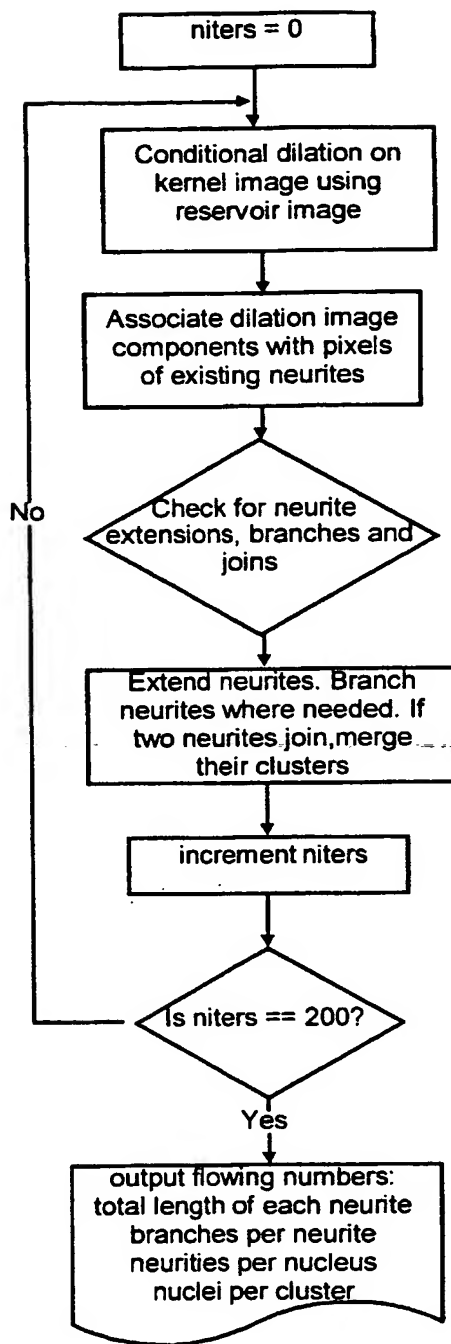 niters = 0
Conditional dilation on
kernel image using
reservoir image
Associate dilation image
components with pixels
of existing neurites
Check for neurite
extensions, branches and
joins
No
Extend neurites. Branch
neurites where needed. If
two neurites join,merge
their clusters
increment niters
Is niters == 200?
Yes
output flowing numbers:
total length of each neurite
branches per neurite
neurities per nucleus
nuclei per cluster